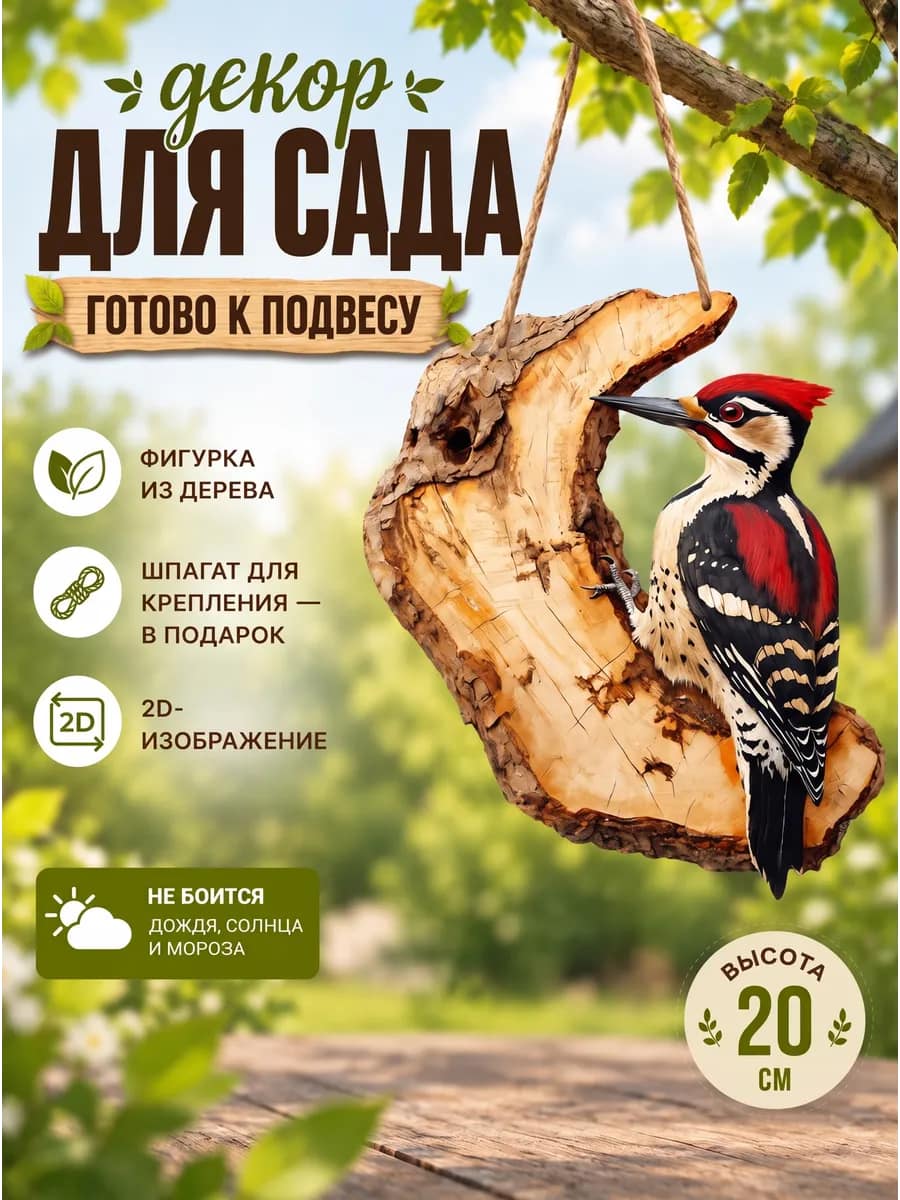 декор
ДЛЯ САДА
ГОТОВО К ПОДВЕСУ
ФИГУРКА
ИЗ ДЕРЕВА
ШПАГАТ ДЛЯ
КРЕПЛЕНИЯ —
В ПОДАРОК
2D
2D-
ИЗОБРАЖЕНИЕ
НЕ БОИТСЯ
ДОЖДЯ, СОЛНЦА
И МОРОЗА
ВЫСОТА
20
СМ